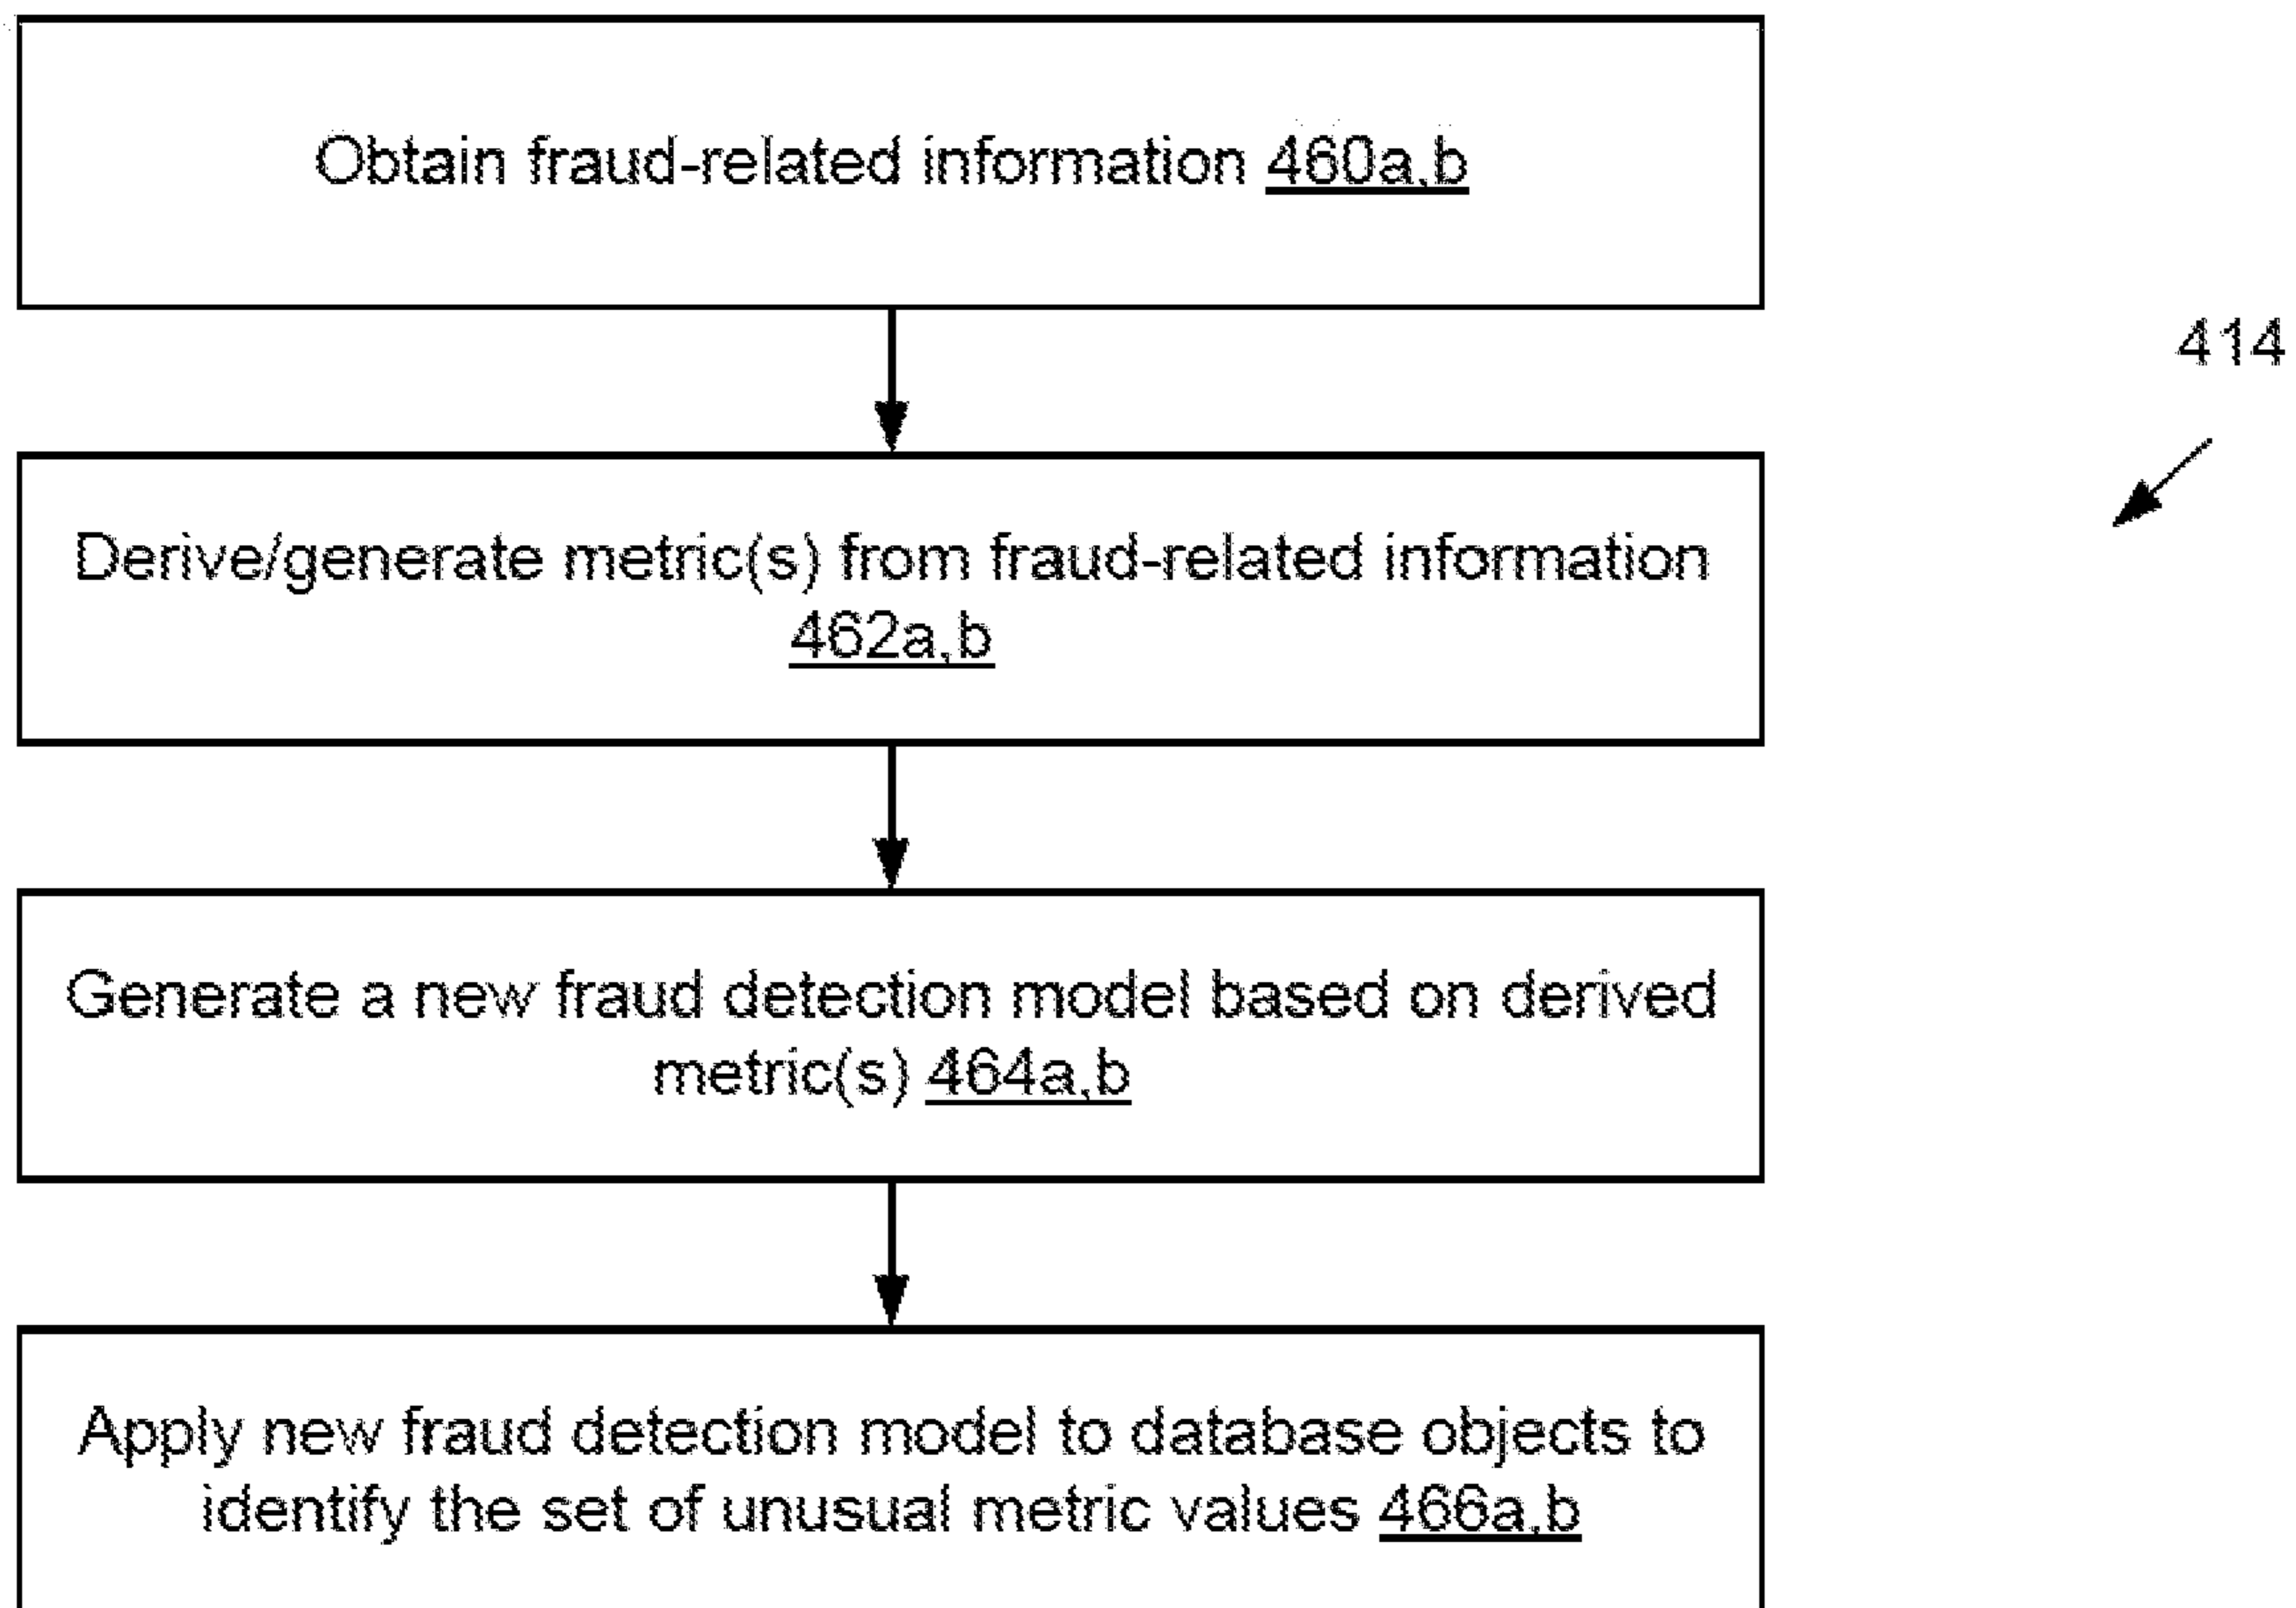 Obtain fraud-related information 460a,b
414
Derive/generate metric(s) from fraud-related information
462a,b
Generate a new fraud detection model based on derived
metric(s) 464a,b
Apply new fraud detection model to database objects to
identify the set of unusual metric values 466a,b